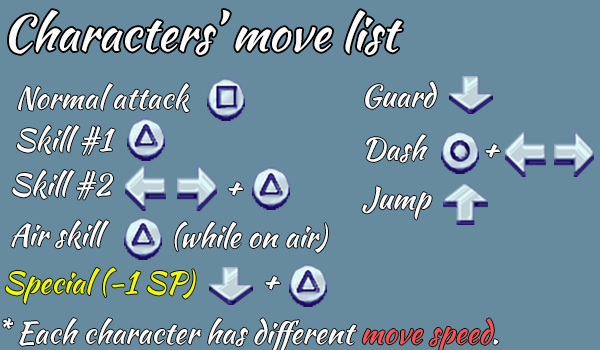 Characters' move list
Normal attack
Skill #1
Skill #2 +
Air skill (while on air)
Special (-1 SP) +
Guard
Dash +
Jump
* Each character has different move speed.